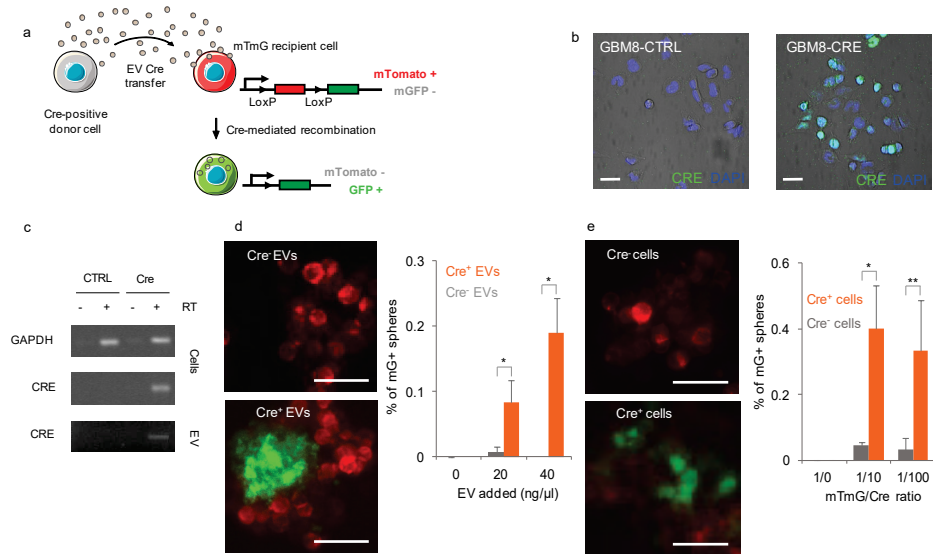 a
mTmG recipient cell
EV Cre
transfer
mTomato +
mGFP -
LoxP
LoxP
Cre-positive
donor cell
Cre-mediated recombination
mTomato -
GFP +
b
GBM8-CTRL
CRE DAPI
GBM8-CRE
CRE DAPI
c
CTRL
Cre
- + - + RT
GAPDH
CRE
Cells
CRE
EV
d
Cre⁻ EVs
Cre⁺ EVs
% of mG+ spheres
0.3
0.2
0.1
0
Cre⁺ EVs
Cre⁻ EVs
*
*
0 20 40
EV added (ng/µl)
e
Cre⁻ cells
Cre⁺ cells
% of mG+ spheres
0.6
0.4
0.2
0
Cre⁺ cells
Cre⁻ cells
*
**
1/0 1/10 1/100
mTmG/Cre ratio